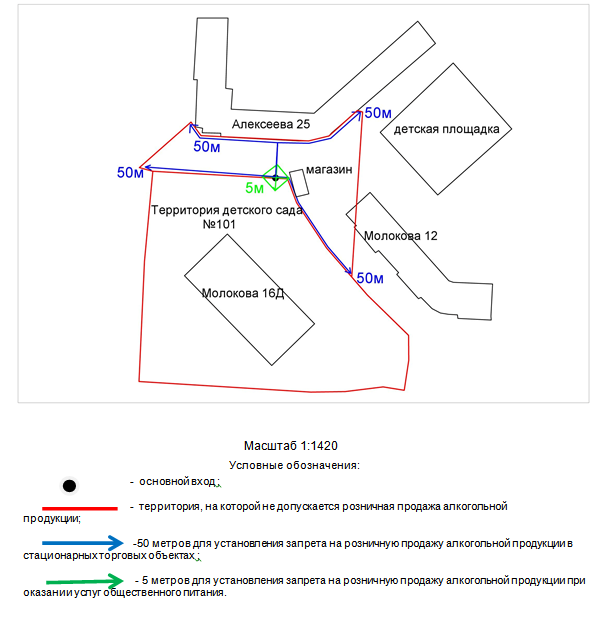 Алексеева 25
50м
детская площадка
50м
50м
магазин
5м
Территория детского сада
№101
Молокова 12
50м
Молокова 16Д
Масштаб 1:1420
Условные обозначения:
- основной вход ;
- территория, на которой не допускается розничная продажа алкогольной
продукции;
-50 метров для установления запрета на розничную продажу алкогольной продукции в
стационарных торговых объектах ;
- 5 метров для установления запрета на розничную продажу алкогольной продукции при
оказании услуг общественного питания.